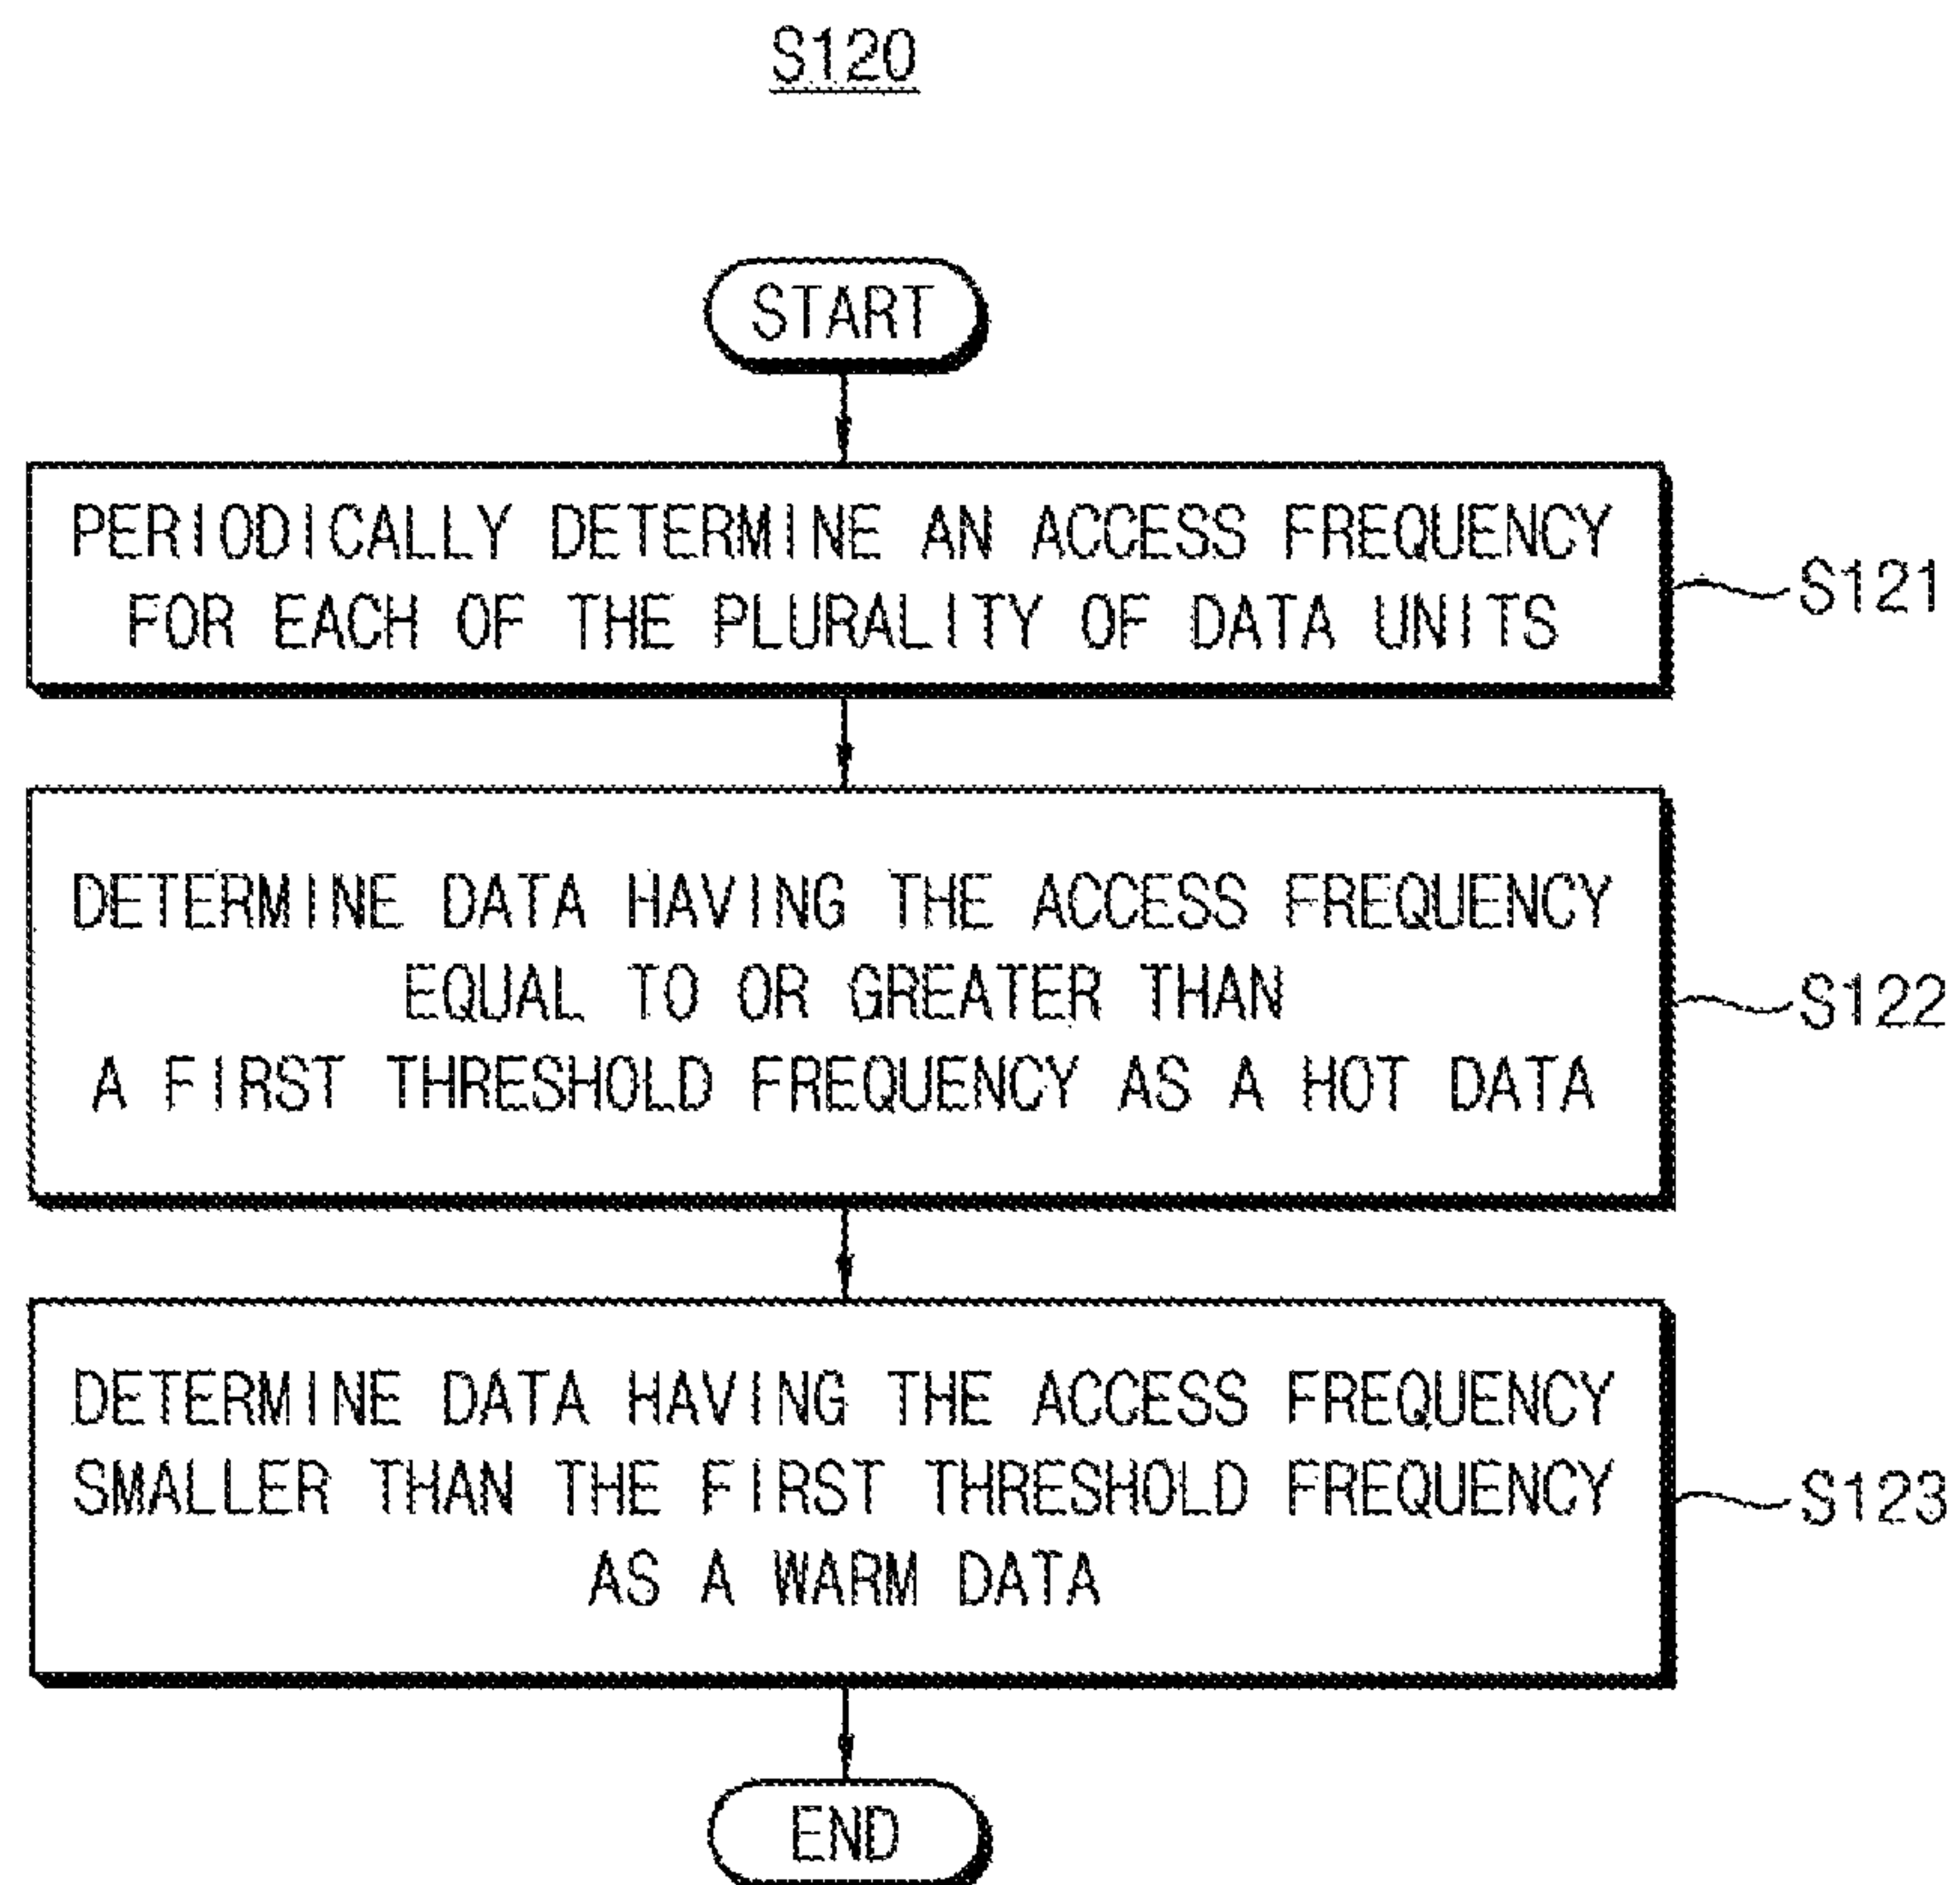 S120
START
PERIODICALLY DETERMINE AN ACCESS FREQUENCY
FOR EACH OF THE PLURALITY OF DATA UNITS
S121
DETERMINE DATA HAVING THE ACCESS FREQUENCY
EQUAL TO OR GREATER THAN
A FIRST THRESHOLD FREQUENCY AS A HOT DATA
S122
DETERMINE DATA HAVING THE ACCESS FREQUENCY
SMALLER THAN THE FIRST THRESHOLD FREQUENCY
AS A WARM DATA
S123
END